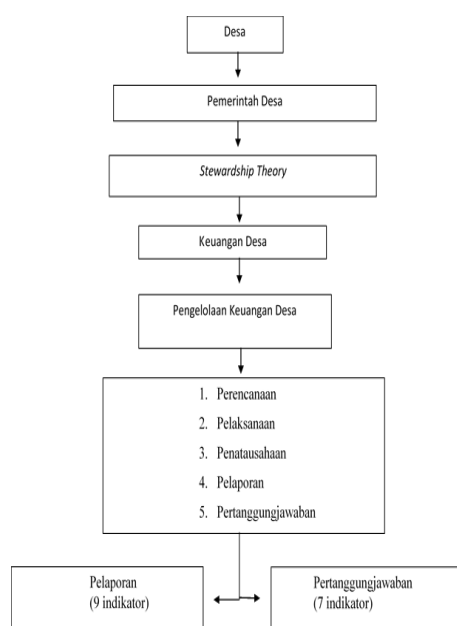 Desa
Pemerintah Desa
Stewardship Theory
Keuangan Desa
Pengelolaan Keuangan Desa
1. Perencanaan
2. Pelaksanaan
3. Penatausahaan
4. Pelaporan
5. Pertanggungjawaban
Pelaporan
(9 indikator)
Pertanggungjawaban
(7 indikator)